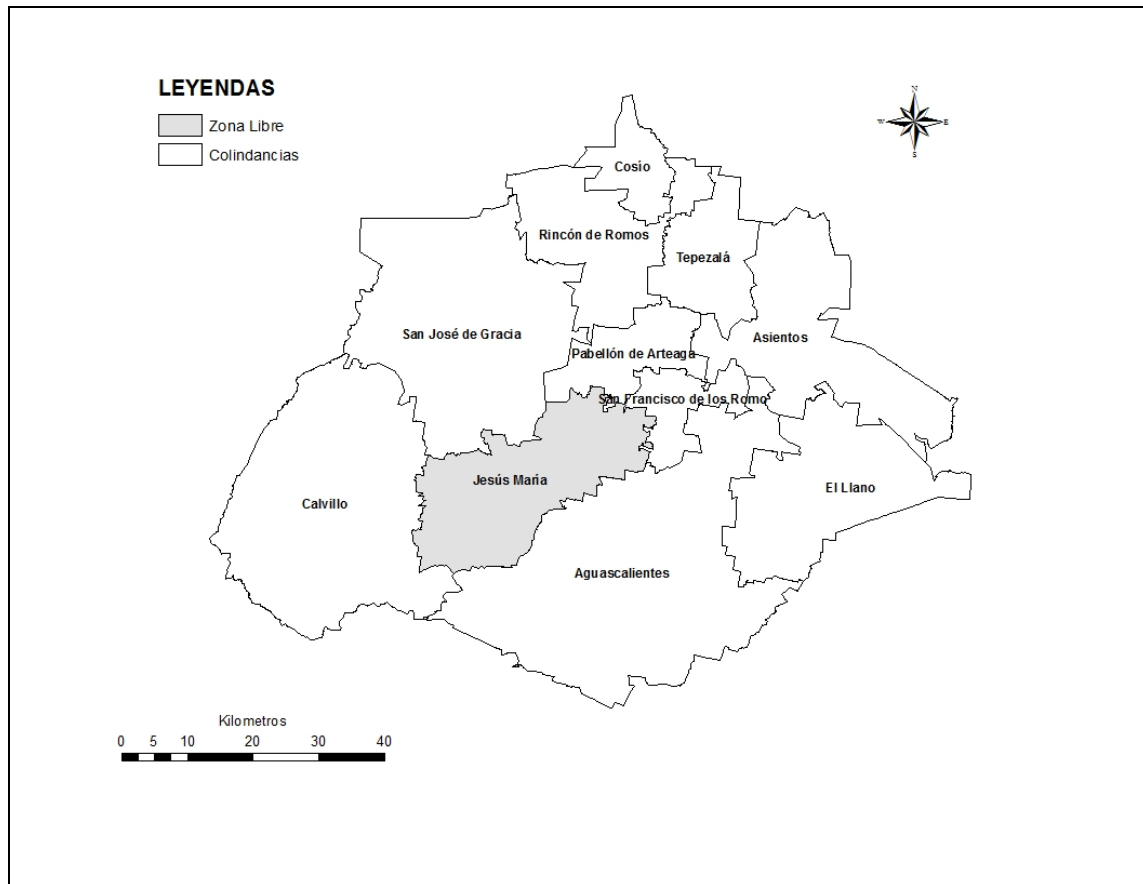 LEYENDAS
Zona Libre
Colindancias
N
W E
S
Cosío
Rincón de Romos
Tepezalá
San José de Gracia
Asientos
Pabellón de Arteaga
San Francisco de los Romo
Jesús María
El Llano
Calvillo
Aguascalientes
Kilometros
0 5 10 20 30 40